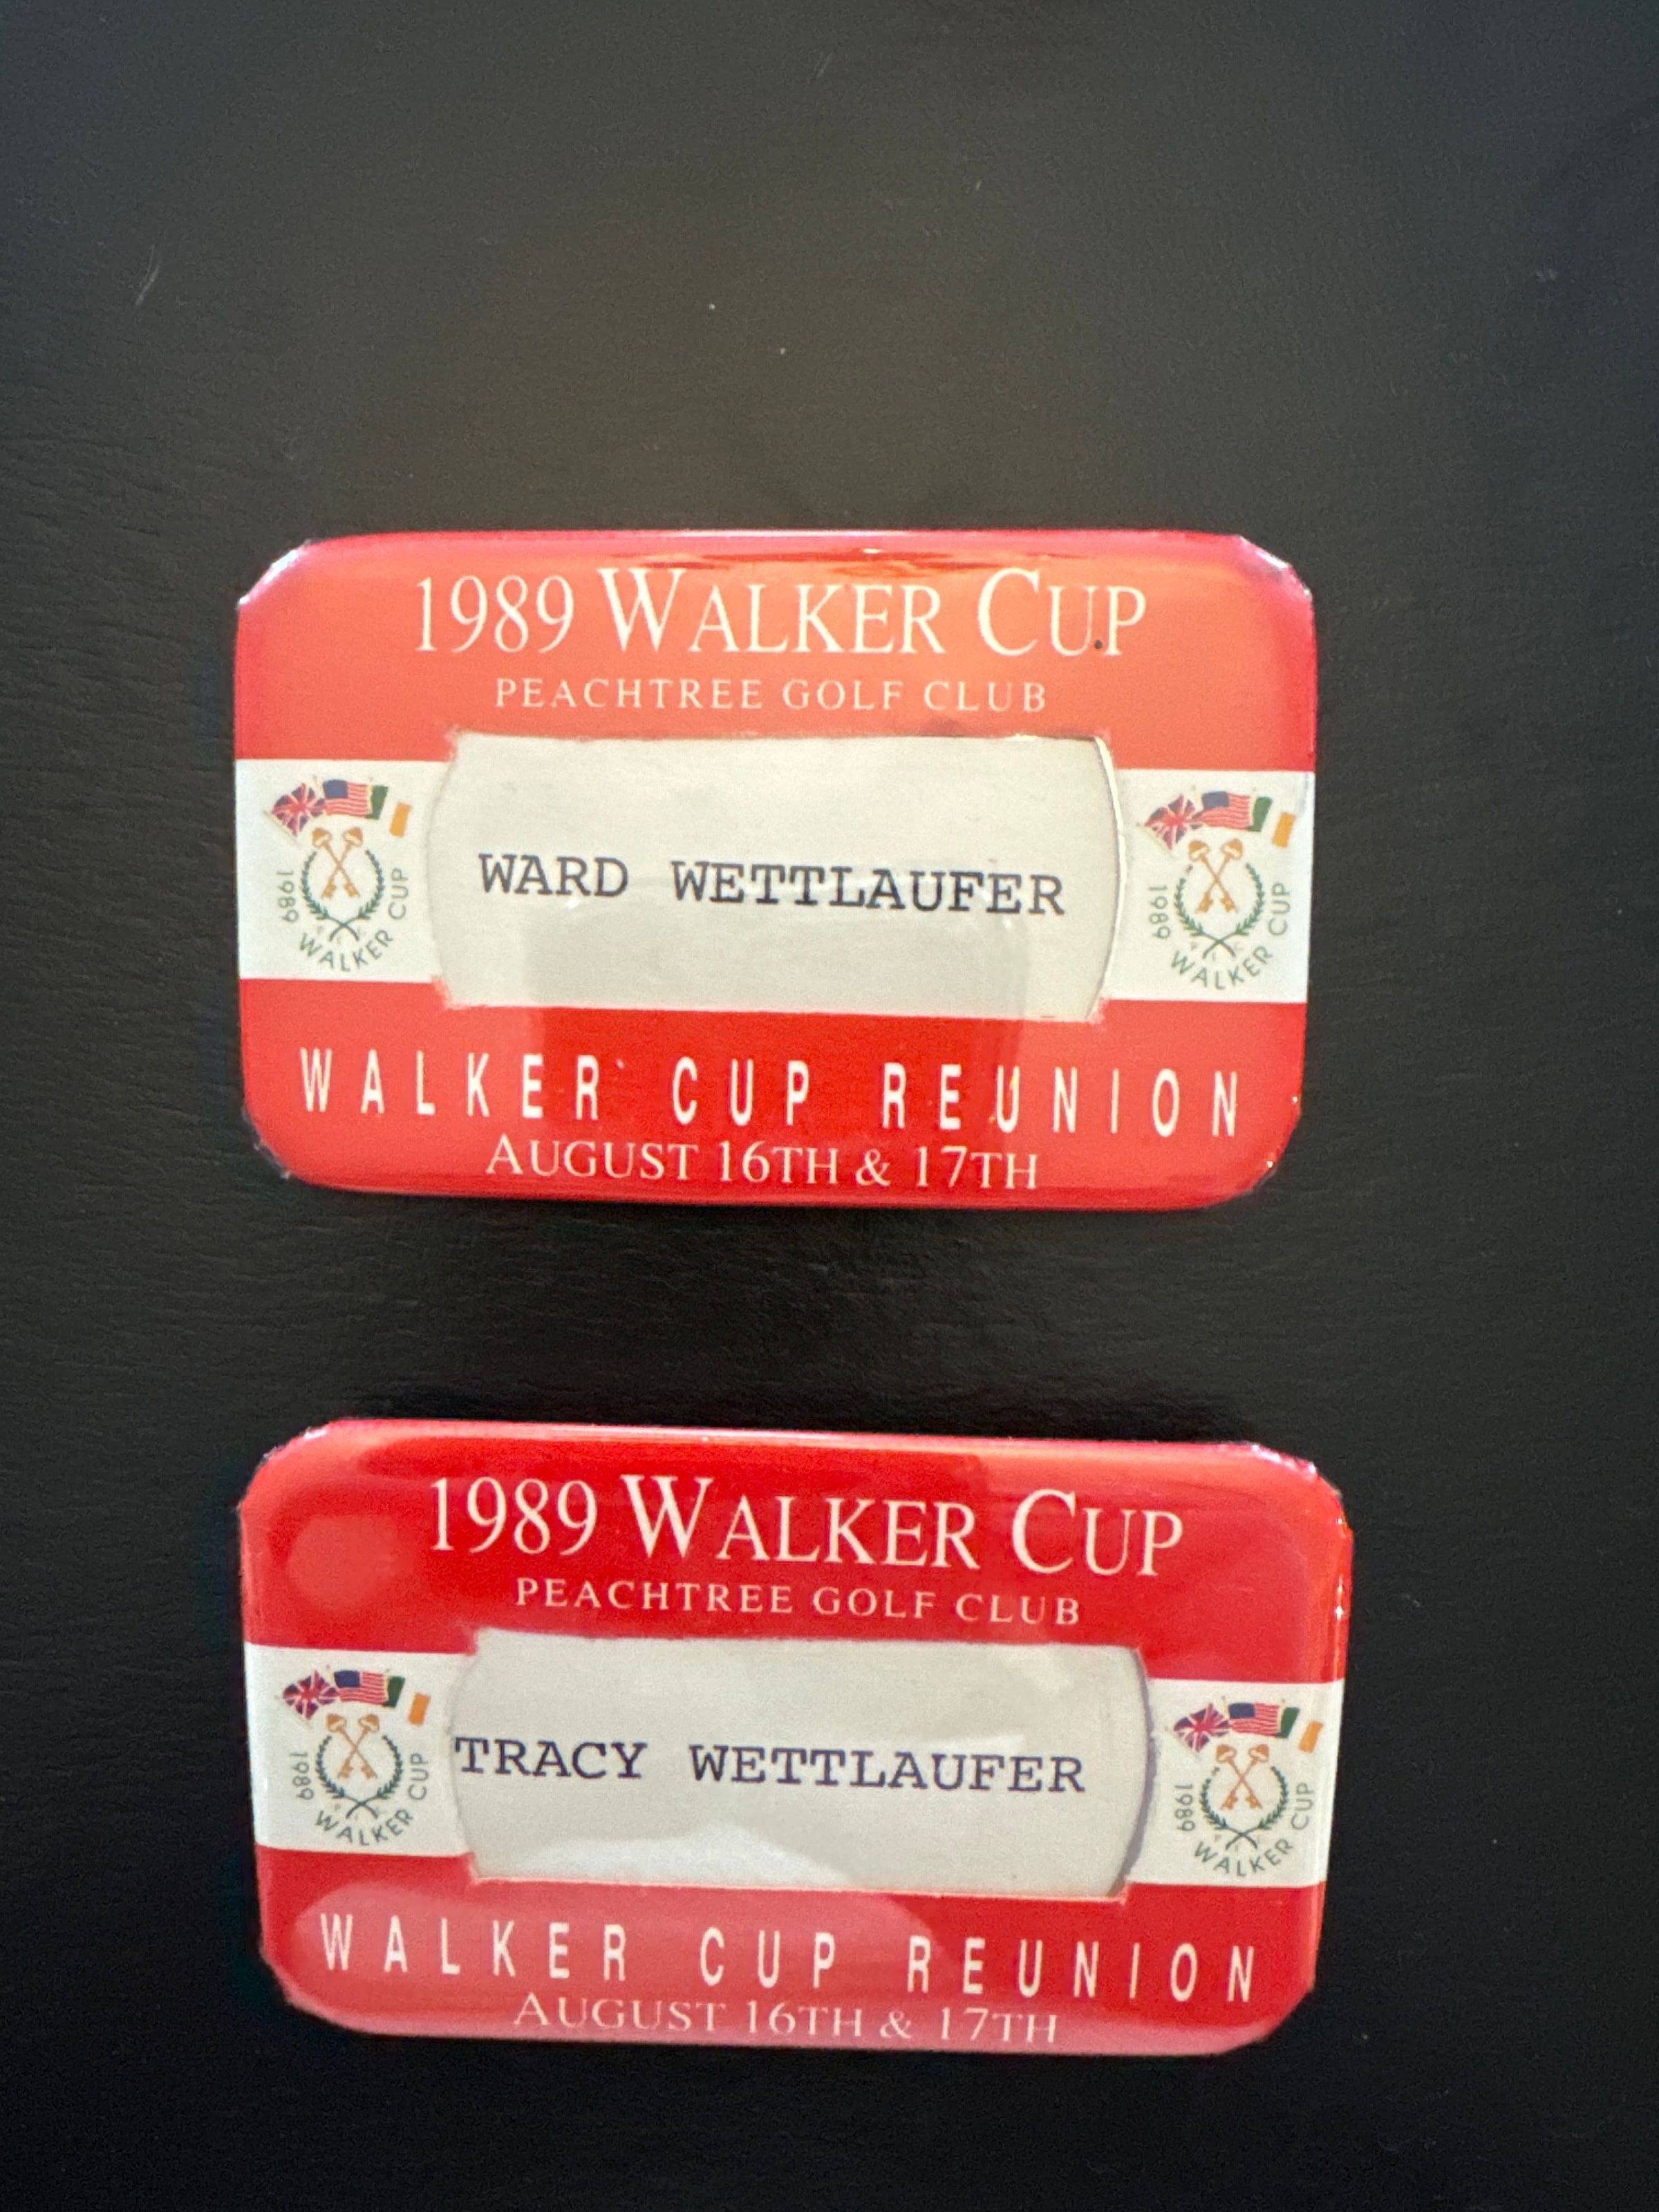 1989 WALKER CUP
PEACHTREE GOLF CLUB
WARD WETTLAUFER
1989 WALKER CUP
1989 WALKER CUP
WALKER CUP REUNION
AUGUST 16TH & 17TH
1989 WALKER CUP
PEACHTREE GOLF CLUB
TRACY WETTLAUFER
1989 WALKER CUP
1989 WALKER CUP
WALKER CUP REUNION
AUGUST 16TH & 17TH